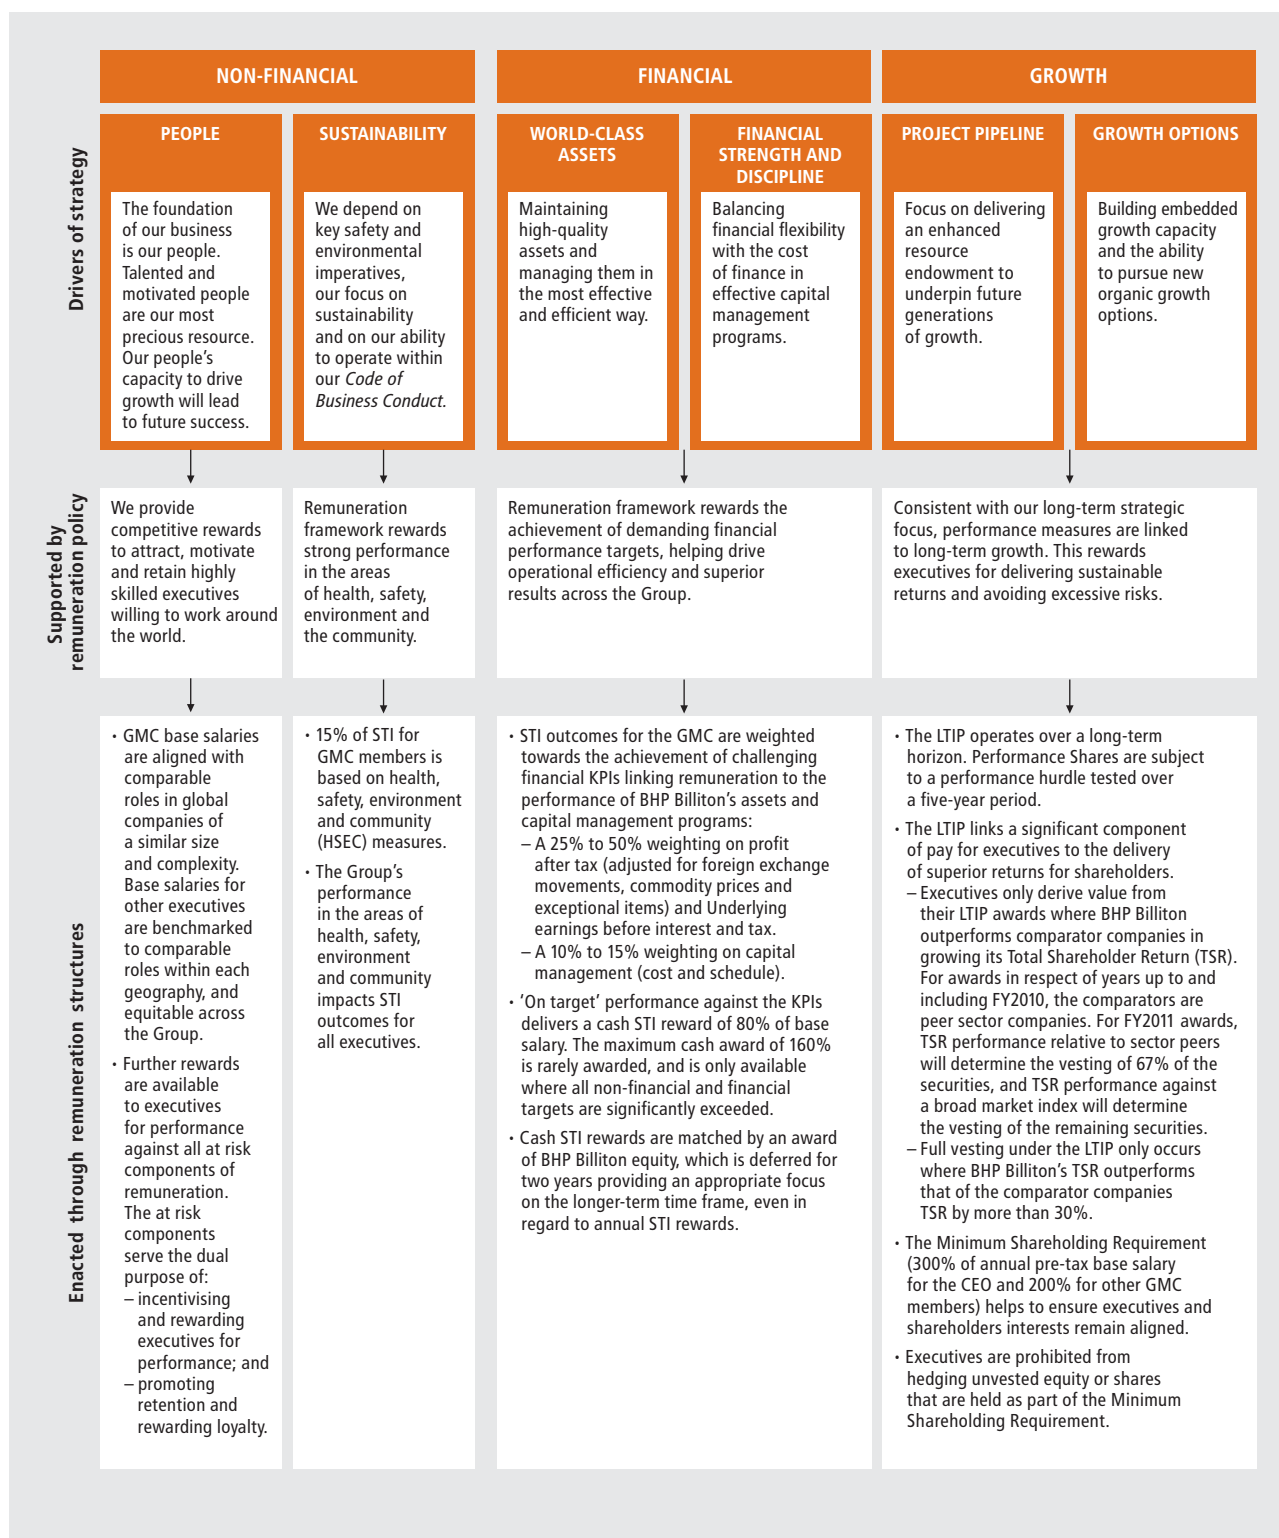 NON-FINANCIAL
FINANCIAL
GROWTH
Drivers of strategy
PEOPLE
The foundation
of our business
is our people.
Talented and
motivated people
are our most
precious resource.
Our people’s
capacity to drive
growth will lead
to future success.
SUSTAINABILITY
We depend on
key safety and
environmental
imperatives,
our focus on
sustainability
and on our ability
to operate within
our Code of
Business Conduct.
WORLD-CLASS
ASSETS
Maintaining
high-quality
assets and
managing them in
the most effective
and efficient way.
FINANCIAL
STRENGTH AND
DISCIPLINE
Balancing
financial flexibility
with the cost
of finance in
effective capital
management
programs.
PROJECT PIPELINE
Focus on delivering
an enhanced
resource
endowment to
underpin future
generations
of growth.
GROWTH OPTIONS
Building embedded
growth capacity
and the ability
to pursue new
organic growth
options.
Supported by
remuneration policy
We provide
competitive rewards
to attract, motivate
and retain highly
skilled executives
willing to work around
the world.
Remuneration
framework rewards
strong performance
in the areas
of health, safety,
environment and
the community.
Remuneration framework rewards the
achievement of demanding financial
performance targets, helping drive
operational efficiency and superior
results across the Group.
Consistent with our long-term strategic
focus, performance measures are linked
to long-term growth. This rewards
executives for delivering sustainable
returns and avoiding excessive risks.
Enacted through remuneration structures
· GMC base salaries
are aligned with
comparable
roles in global
companies of
a similar size
and complexity.
Base salaries for
other executives
are benchmarked
to comparable
roles within each
geography, and
equitable across
the Group.
· Further rewards
are available
to executives
for performance
against all at risk
components of
remuneration.
The at risk
components
serve the dual
purpose of:
– incentivising
and rewarding
executives for
performance; and
– promoting
retention and
rewarding loyalty.
· 15% of STI for
GMC members is
based on health,
safety, environment
and community
(HSEC) measures.
· The Group’s
performance
in the areas of
health, safety,
environment
and community
impacts STI
outcomes for
all executives.
· STI outcomes for the GMC are weighted
towards the achievement of challenging
financial KPIs linking remuneration to the
performance of BHP Billiton’s assets and
capital management programs:
– A 25% to 50% weighting on profit
after tax (adjusted for foreign exchange
movements, commodity prices and
exceptional items) and Underlying
earnings before interest and tax.
– A 10% to 15% weighting on capital
management (cost and schedule).
· ‘On target’ performance against the KPIs
delivers a cash STI reward of 80% of base
salary. The maximum cash award of 160%
is rarely awarded, and is only available
where all non-financial and financial
targets are significantly exceeded.
· Cash STI rewards are matched by an award
of BHP Billiton equity, which is deferred for
two years providing an appropriate focus
on the longer-term time frame, even in
regard to annual STI rewards.
· The LTIP operates over a long-term
horizon. Performance Shares are subject
to a performance hurdle tested over
a five-year period.
· The LTIP links a significant component
of pay for executives to the delivery
of superior returns for shareholders.
– Executives only derive value from
their LTIP awards where BHP Billiton
outperforms comparator companies in
growing its Total Shareholder Return (TSR).
For awards in respect of years up to and
including FY2010, the comparators are
peer sector companies. For FY2011 awards,
TSR performance relative to sector peers
will determine the vesting of 67% of the
securities, and TSR performance against
a broad market index will determine
the vesting of the remaining securities.
– Full vesting under the LTIP only occurs
where BHP Billiton’s TSR outperforms
that of the comparator companies
TSR by more than 30%.
· The Minimum Shareholding Requirement
(300% of annual pre-tax base salary
for the CEO and 200% for other GMC
members) helps to ensure executives and
shareholders interests remain aligned.
· Executives are prohibited from
hedging unvested equity or shares
that are held as part of the Minimum
Shareholding Requirement.